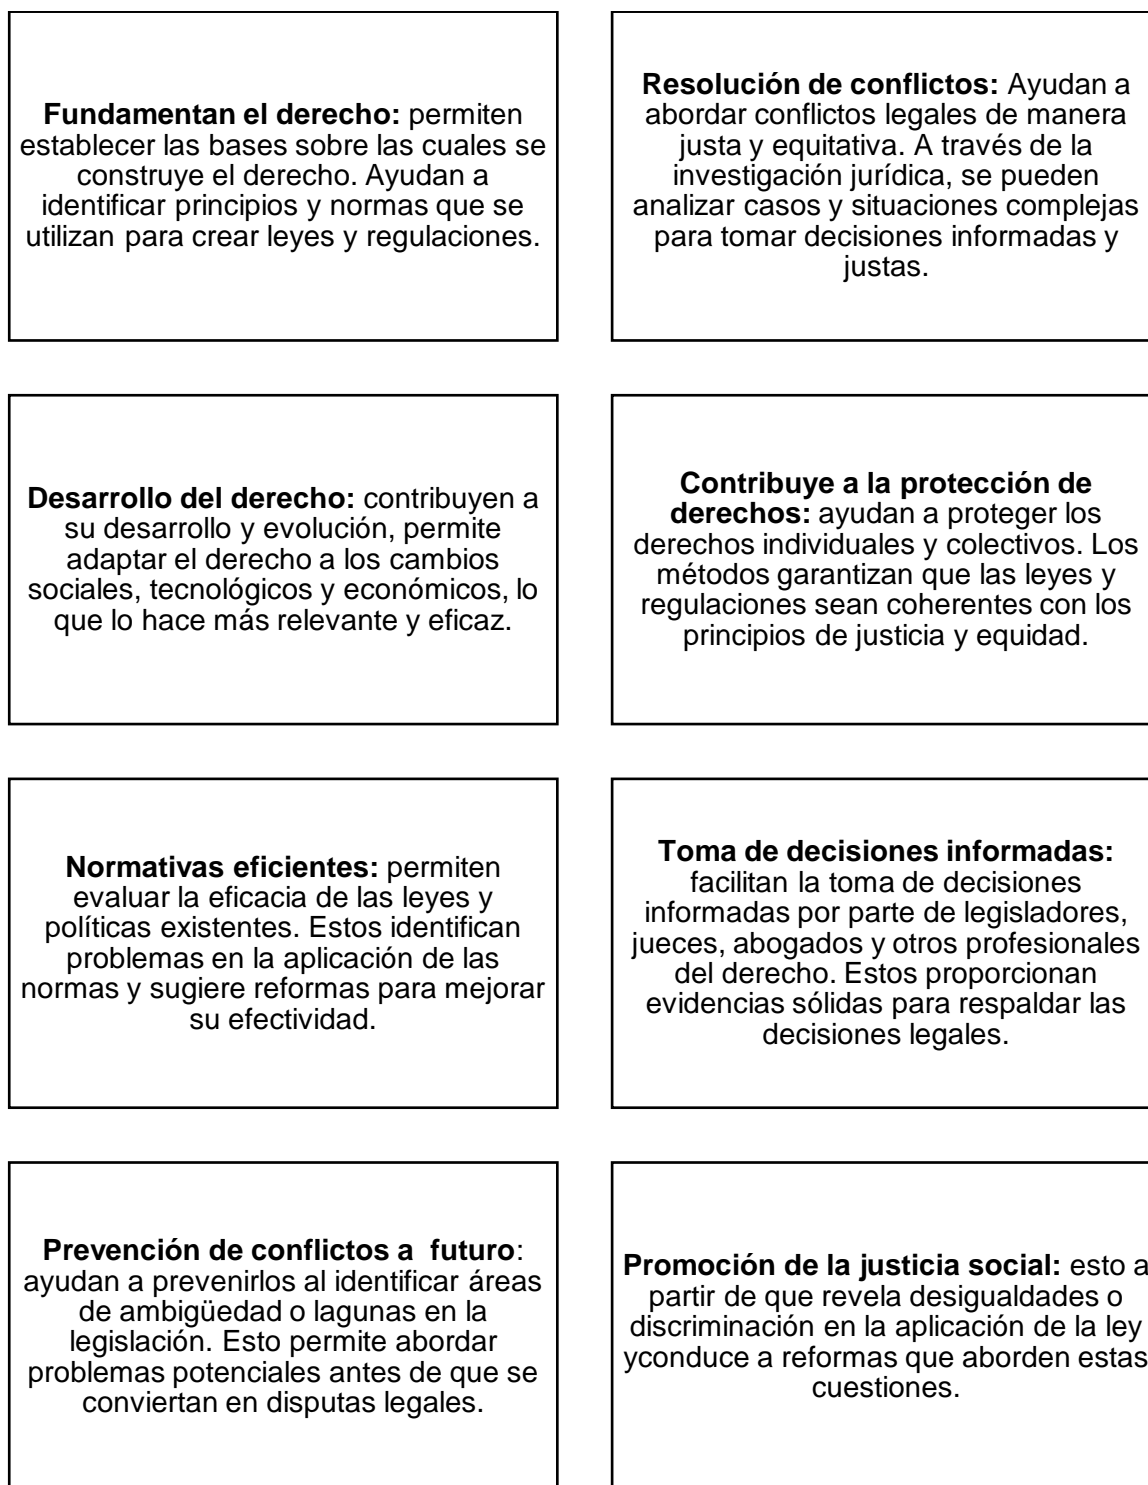 Fundamentan el derecho: permiten
establecer las bases sobre las cuales se
construye el derecho. Ayudan a
identificar principios y normas que se
utilizan para crear leyes y regulaciones.
Resolución de conflictos: Ayudan a
abordar conflictos legales de manera
justa y equitativa. A través de la
investigación jurídica, se pueden
analizar casos y situaciones complejas
para tomar decisiones informadas y
justas.
Desarrollo del derecho: contribuyen a
su desarrollo y evolución, permite
adaptar el derecho a los cambios
sociales, tecnológicos y económicos, lo
que lo hace más relevante y eficaz.
Contribuye a la protección de
derechos: ayudan a proteger los
derechos individuales y colectivos. Los
métodos garantizan que las leyes y
regulaciones sean coherentes con los
principios de justicia y equidad.
Normativas eficientes: permiten
evaluar la eficacia de las leyes y
políticas existentes. Estos identifican
problemas en la aplicación de las
normas y sugiere reformas para mejorar
su efectividad.
Toma de decisiones informadas:
facilitan la toma de decisiones
informadas por parte de legisladores,
jueces, abogados y otros profesionales
del derecho. Estos proporcionan
evidencias sólidas para respaldar las
decisiones legales.
Prevención de conflictos a futuro:
ayudan a prevenirlos al identificar áreas
de ambigüedad o lagunas en la
legislación. Esto permite abordar
problemas potenciales antes de que se
conviertan en disputas legales.
Promoción de la justicia social: esto a
partir de que revela desigualdades o
discriminación en la aplicación de la ley
yconduce a reformas que aborden estas
cuestiones.